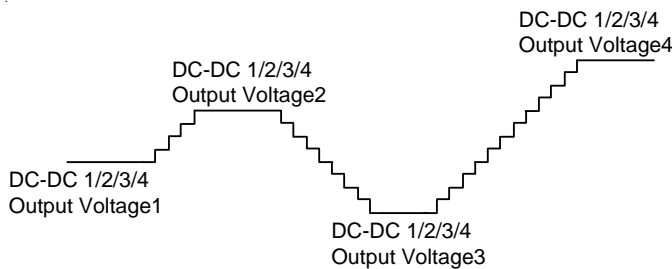 DC-DC 1/2/3/4
Output Voltage4
DC-DC 1/2/3/4
Output Voltage2
DC-DC 1/2/3/4
Output Voltage1
DC-DC 1/2/3/4
Output Voltage3